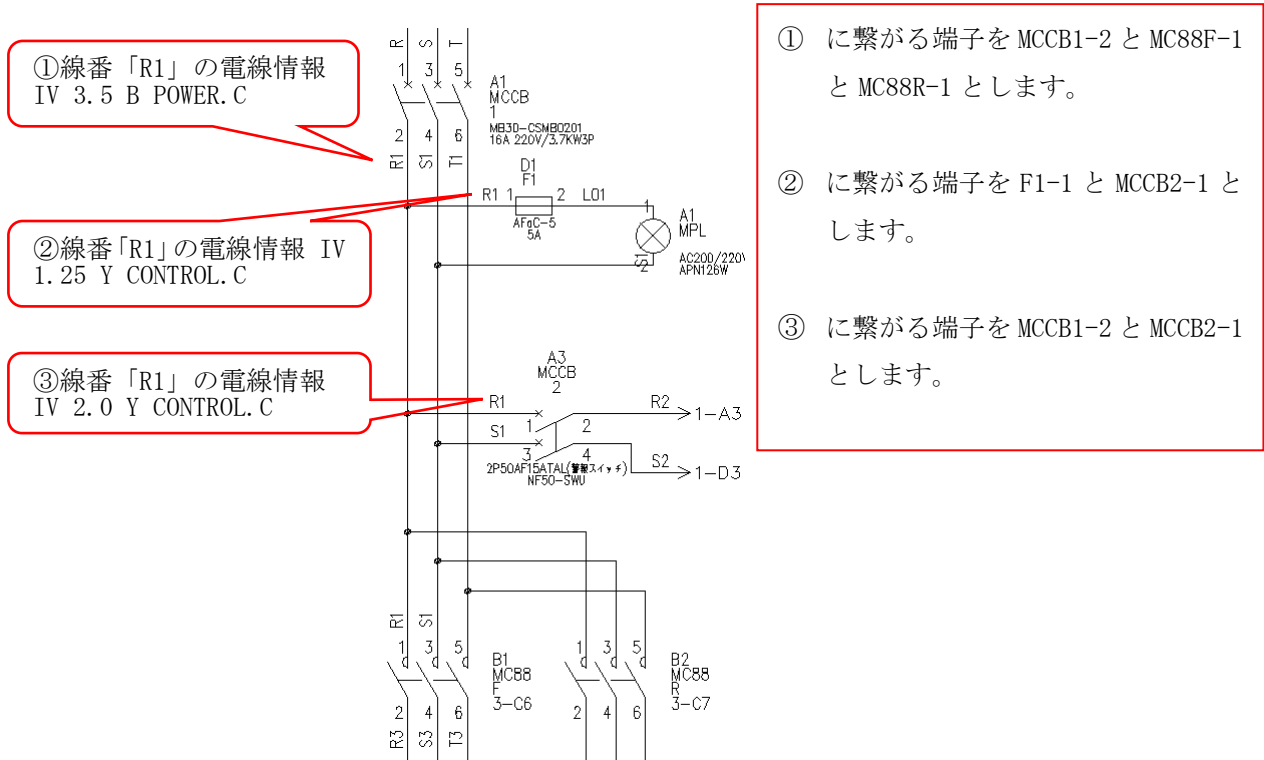 ①線番「R1」の電線情報
IV 3.5 B POWER.C
②線番「R1」の電線情報 IV
1.25 Y CONTROL.C
③線番「R1」の電線情報
IV 2.0 Y CONTROL.C
R S T
1 3 5
A1
MCCB
1
MB30-CSMB0201
16A 220V/3.7KW3P
2 4 6
R1 S1 T1
D1
F1
R1 1 2 L01
AFaC-5
5A
1
A1
MPL
S1
2
AC200/220V
APN126W
A3
MCCB
2
R1 R2
1 2 1-A3
S1
3 4 S2
2P50AF15ATAL(警報スイッチ)
NF50-SWU
1-D3
R1 S1
1 3 5
B1
MC88
F
3-C6
2 4 6
R3 S3 T3
1 3 5
B2
MC88
R
3-C7
2 4 6
① に繋がる端子を MCCB1-2 と MC88F-1
と MC88R-1 とします。
② に繋がる端子を F1-1 と MCCB2-1 と
します。
③ に繋がる端子を MCCB1-2 と MCCB2-1
とします。